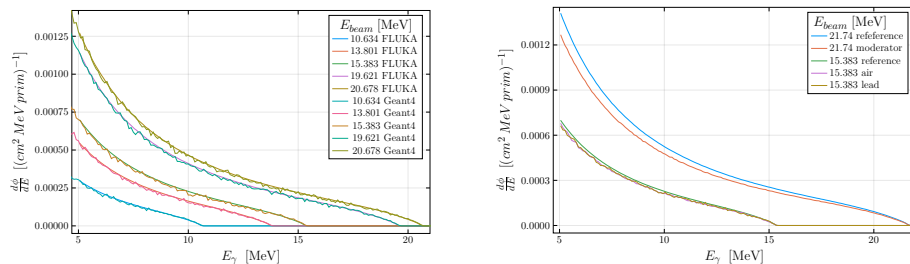 E_beam [MeV]
10.634 FLUKA
13.801 FLUKA
15.383 FLUKA
19.621 FLUKA
20.678 FLUKA
10.634 Geant4
13.801 Geant4
15.383 Geant4
19.621 Geant4
20.678 Geant4
0.00125
0.00100
0.00075
0.00050
0.00025
0.00000
dϕ/dE [(cm² MeV prim)⁻¹]
5 10 15 20
E_γ [MeV]
E_beam [MeV]
21.74 refeference
21.74 moderator
15.383 reference
15.383 air
15.383 lead
0.0012
0.0009
0.0006
0.0003
0.0000
dϕ/dE [(cm² MeV prim)⁻¹]
5 10 15 20
E_γ [MeV]